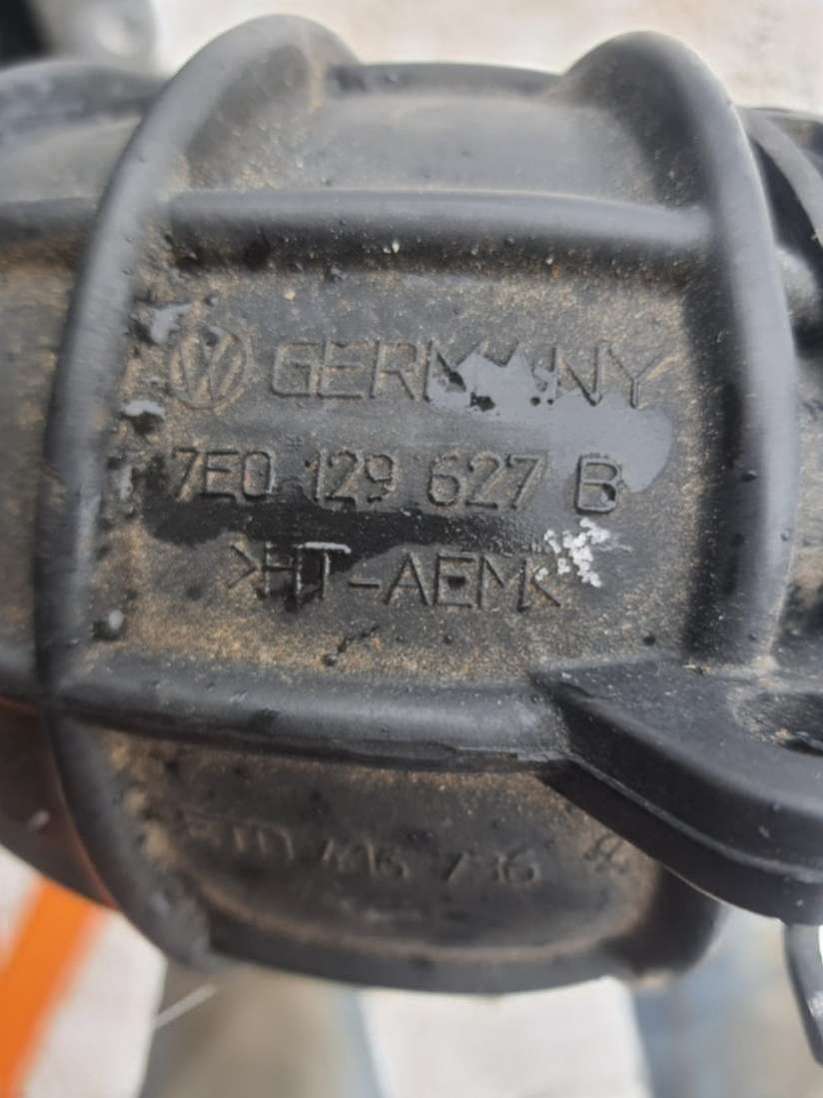 GERMANY
7E0 129 627 B
>HT-AEM<